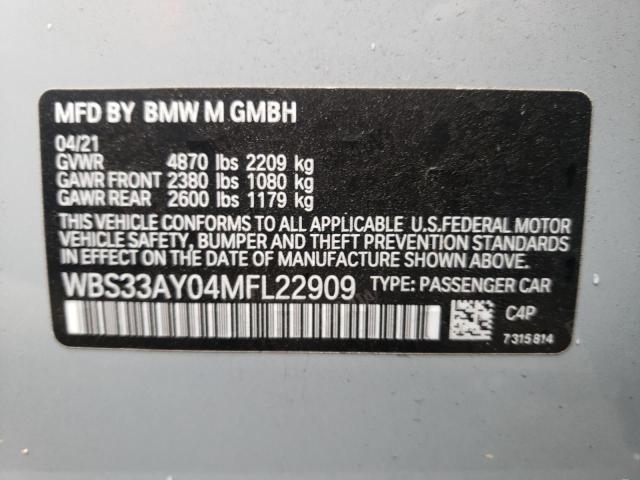 MFD BY BMW M GMBH
04/21
GVWR 4870 lbs 2209 kg
GAWR FRONT 2380 lbs 1080 kg
GAWR REAR 2600 lbs 1179 kg
THIS VEHICLE CONFORMS TO ALL APPLICABLE U.S.FEDERAL MOTOR
VEHICLE SAFETY, BUMPER AND THEFT PREVENTION STANDARDS
IN EFFECT ON THE DATE OF MANUFACTURE SHOWN ABOVE.
WBS33AY04MFL22909 TYPE: PASSENGER CAR
C4P
7315814